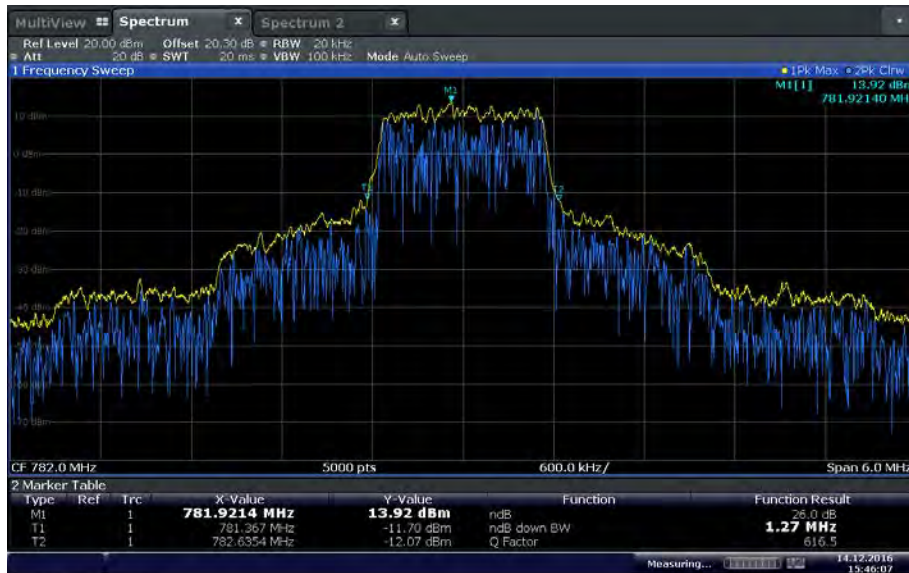 MultiView Spectrum x Spectrum 2 x
Ref Level 20.00 dBm Offset 20.30 dB RBW 20 kHz
Att 20 dB SWT 20 ms VBW 100 kHz Mode Auto Sweep
1 Frequency Sweep 1Pk Max 2Pk Clrw
M1[1] 13.92 dBm
781.92140 MHz
M1
10 dBm
0 dBm
-10 dBm
T1 T2
-20 dBm
-30 dBm
-40 dBm
-70 dBm
CF 782.0 MHz 5000 pts 600.0 kHz/ Span 6.0 MHz
2 Marker Table
Type Ref Trc X-Value Y-Value Function Function Result
M1 1 781.9214 MHz 13.92 dBm ndB 26.0 dB
T1 1 781.367 MHz -11.70 dBm ndB down BW 1.27 MHz
T2 1 782.6354 MHz -12.07 dBm Q Factor 616.5
Measuring... 14.12.2016
15:46:07